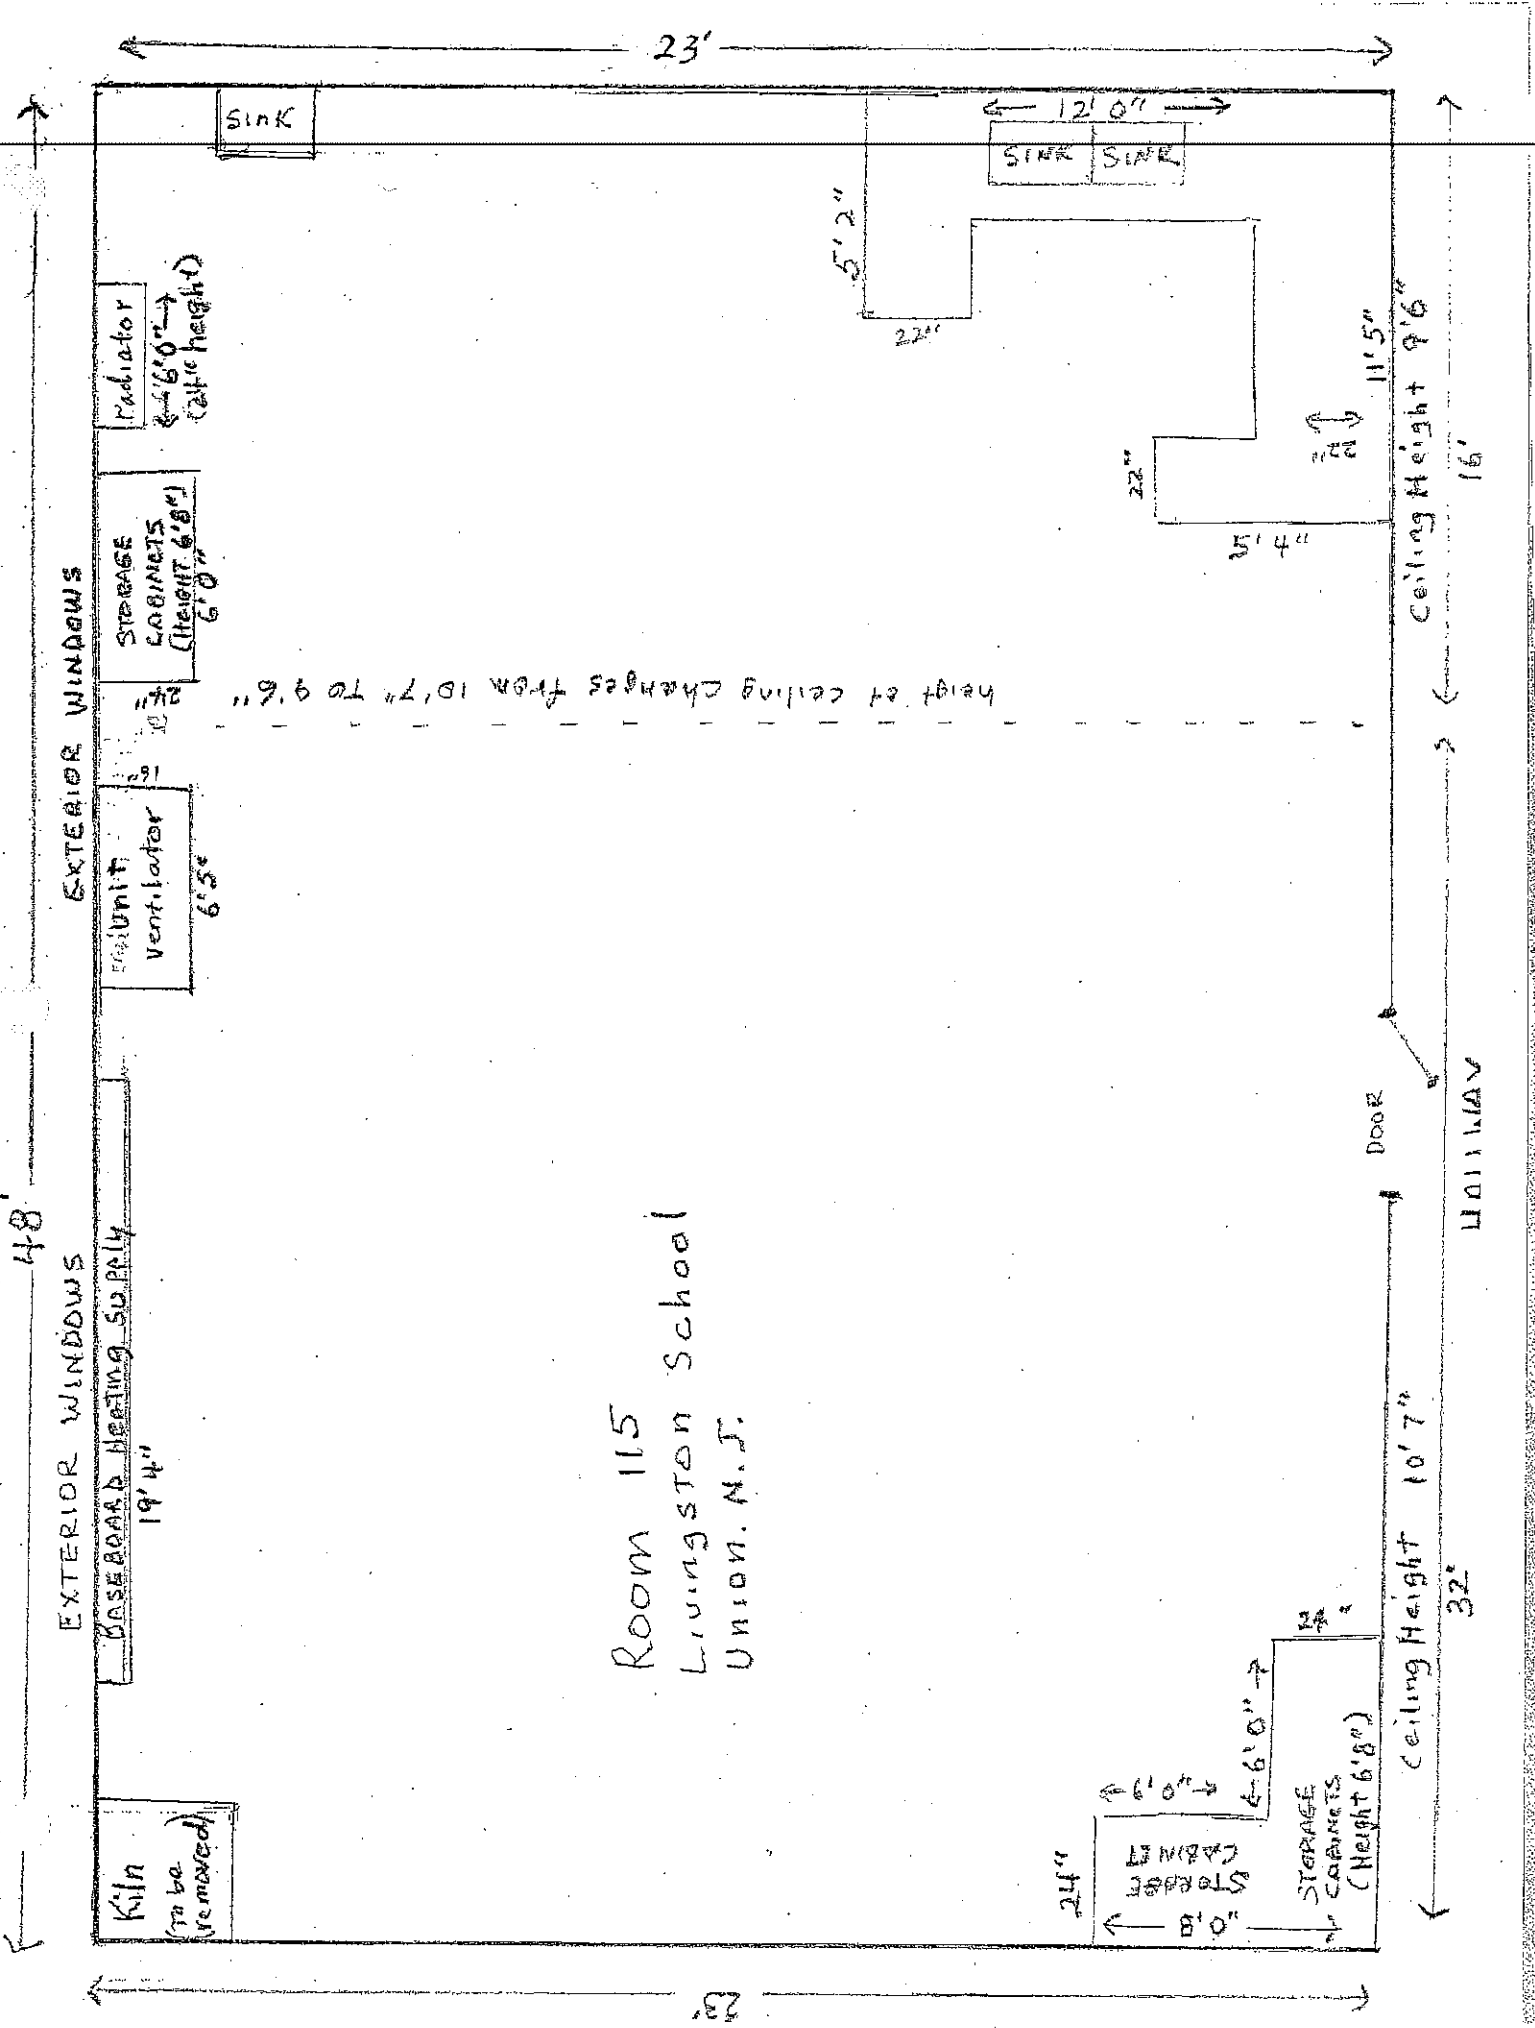 48'
EXTERIOR WINDOWS
EXTERIOR WINDOWS
Kiln
(to be
removed)
BASEBOARD Heating Supply
19' 4"
Unit
ventilator
16"
6'5"
24"
STORAGE
CABINETS
(HEIGHT 6'8")
6'0"
radiator
6'0"
(24" height)
SINK
23'
23'
heigt of ceiling changes from 10'7" TO 9'6"
Room 115
Livingston School
Union. N.J.
5' 2"
22"
12' 0"
SINK
SINK
22"
5' 4"
22"
11' 5"
24"
STORAGE
CABINET
8'0"
6'0"
6'0"
24"
STORAGE
CABINETS
(Height 6'8")
DOOR
Ceiling Height 10' 7"
Ceiling Height 9'6"
32'
16'
HALLWAY